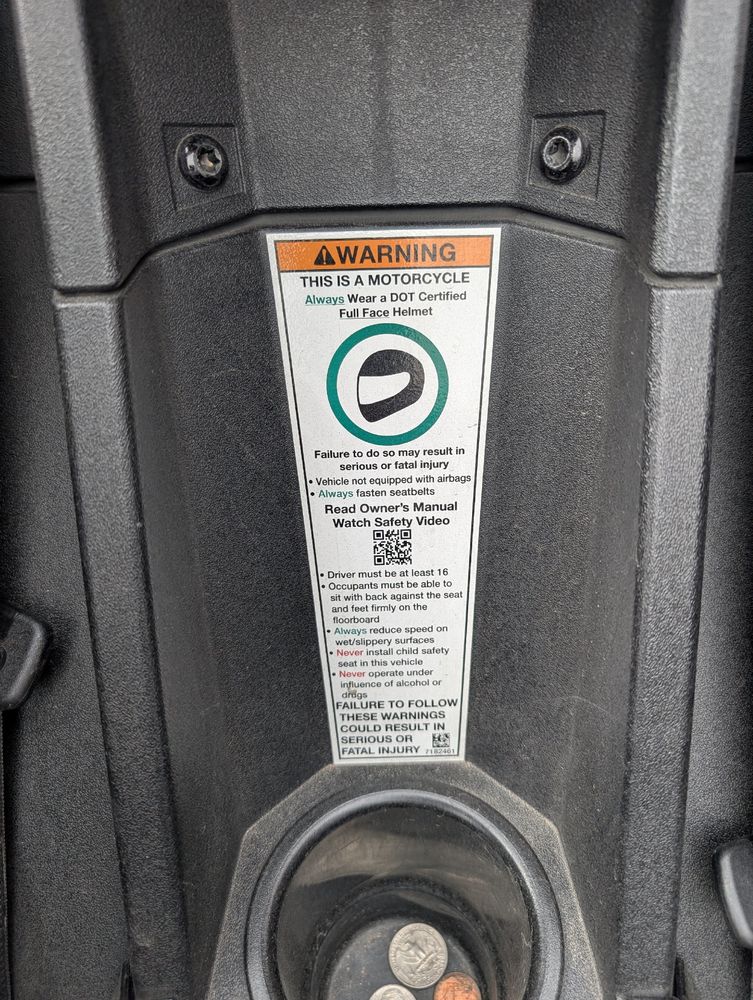 WARNING
THIS IS A MOTORCYCLE
Always Wear a DOT Certified
Full Face Helmet
Failure to do so may result in
serious or fatal injury
• Vehicle not equipped with airbags
• Always fasten seatbelts
Read Owner's Manual
Watch Safety Video
• Driver must be at least 16
• Occupants must be able to
sit with back against the seat
and feet firmly on the
floorboard
• Always reduce speed on
wet/slippery surfaces
• Never install child safety
seat in this vehicle
• Never operate under
influence of alcohol or
drugs
FAILURE TO FOLLOW
THESE WARNINGS
COULD RESULT IN
SERIOUS OR
FATAL INJURY 7182461